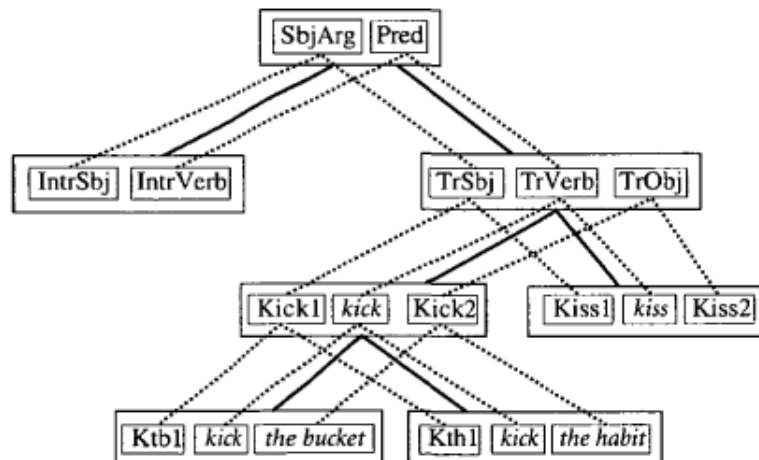 SbjArg Pred
IntrSbj IntrVerb TrSbj TrVerb TrObj
Kick1 kick Kick2 Kiss1 kiss Kiss2
Ktb1 kick the bucket Kth1 kick the habit